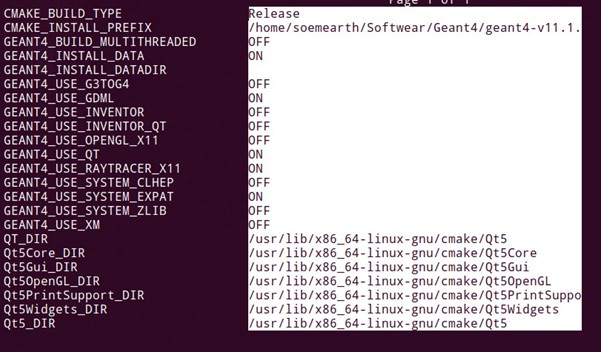 Page 1 of 1
CMAKE_BUILD_TYPE Release
CMAKE_INSTALL_PREFIX /home/soemearth/Softwear/Geant4/geant4-v11.1.
GEANT4_BUILD_MULTITHREADED OFF
GEANT4_INSTALL_DATA ON
GEANT4_INSTALL_DATADIR
GEANT4_USE_G3TOG4 OFF
GEANT4_USE_GDML ON
GEANT4_USE_INVENTOR OFF
GEANT4_USE_INVENTOR_QT OFF
GEANT4_USE_OPENGL_X11 OFF
GEANT4_USE_QT ON
GEANT4_USE_RAYTRACER_X11 ON
GEANT4_USE_SYSTEM_CLHEP OFF
GEANT4_USE_SYSTEM_EXPAT ON
GEANT4_USE_SYSTEM_ZLIB OFF
GEANT4_USE_XM OFF
QT_DIR /usr/lib/x86_64-linux-gnu/cmake/Qt5
Qt5Core_DIR /usr/lib/x86_64-linux-gnu/cmake/Qt5Core
Qt5Gui_DIR /usr/lib/x86_64-linux-gnu/cmake/Qt5Gui
Qt5OpenGL_DIR /usr/lib/x86_64-linux-gnu/cmake/Qt5OpenGL
Qt5PrintSupport_DIR /usr/lib/x86_64-linux-gnu/cmake/Qt5PrintSuppo
Qt5Widgets_DIR /usr/lib/x86_64-linux-gnu/cmake/Qt5Widgets
Qt5_DIR /usr/lib/x86_64-linux-gnu/cmake/Qt5